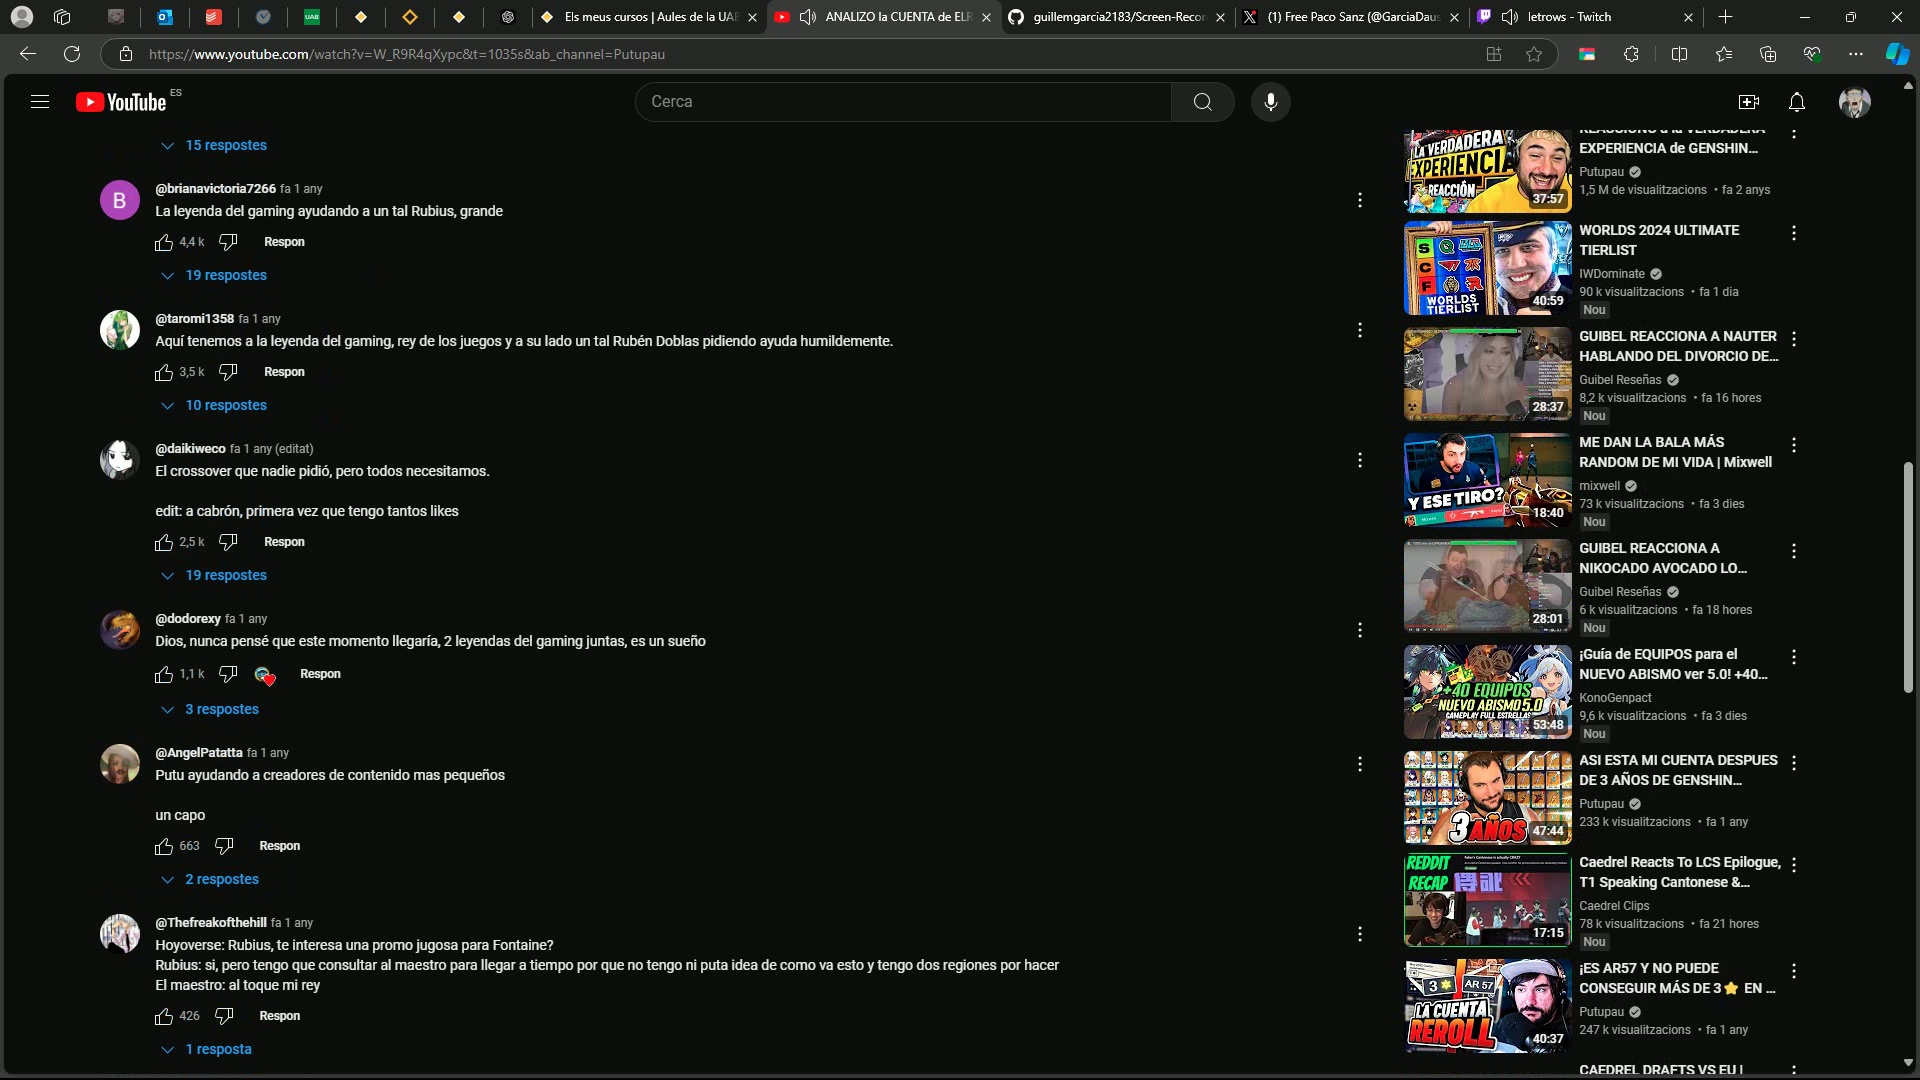 UAB
Els meus cursos | Aules de la UAB
ANALIZO la CUENTA de ELR
guillemgarcia2183/Screen-Recor
(1) Free Paco Sanz (@GarciaDaus
letrows - Twitch
https://www.youtube.com/watch?v=W_R9R4qXypc&t=1035s&ab_channel=Putupau
YouTube ES
Cerca
15 respostes
@brianavictoria7266 fa 1 any
La leyenda del gaming ayudando a un tal Rubius, grande
4,4 k Respon
19 respostes
@taromi1358 fa 1 any
Aquí tenemos a la leyenda del gaming, rey de los juegos y a su lado un tal Rubén Doblas pidiendo ayuda humildemente.
3,5 k Respon
10 respostes
@daikiweco fa 1 any (editat)
El crossover que nadie pidió, pero todos necesitamos.
edit: a cabrón, primera vez que tengo tantos likes
2,5 k Respon
19 respostes
@dodorexy fa 1 any
Dios, nunca pensé que este momento llegaría, 2 leyendas del gaming juntas, es un sueño
1,1 k Respon
3 respostes
@AngelPatatta fa 1 any
Putu ayudando a creadores de contenido mas pequeños
un capo
663 Respon
2 respostes
@Thefreakofthehill fa 1 any
Hoyoverse: Rubius, te interesa una promo jugosa para Fontaine?
Rubius: si, pero tengo que consultar al maestro para llegar a tiempo por que no tengo ni puta idea de como va esto y tengo dos regiones por hacer
El maestro: al toque mi rey
426 Respon
1 resposta
LA VERDADERA
EXPERIENCIA
REACCIÓN
37:57
REACCIONO a la VERDADERA
EXPERIENCIA de GENSHIN...
Putupau
1,5 M de visualitzacions • fa 2 anys
S
C
F
WORLDS
TIERLIST
40:59
WORLDS 2024 ULTIMATE
TIERLIST
IWDominate
90 k visualitzacions • fa 1 dia
Nou
28:37
GUIBEL REACCIONA A NAUTER
HABLANDO DEL DIVORCIO DE...
Guibel Reseñas
8,2 k visualitzacions • fa 16 hores
Nou
Y ESE TIRO?
18:40
ME DAN LA BALA MÁS
RANDOM DE MI VIDA | Mixwell
mixwell
73 k visualitzacions • fa 3 dies
Nou
28:01
GUIBEL REACCIONA A
NIKOCADO AVOCADO LO...
Guibel Reseñas
6 k visualitzacions • fa 18 hores
Nou
+40 EQUIPOS
NUEVO ABISMO 5.0
GAMEPLAY FULL ESTRELLAS
53:48
¡Guía de EQUIPOS para el
NUEVO ABISMO ver 5.0! +40...
KonoGenpact
9,6 k visualitzacions • fa 3 dies
Nou
3 AÑOS
47:44
ASI ESTA MI CUENTA DESPUES
DE 3 AÑOS DE GENSHIN...
Putupau
233 k visualitzacions • fa 1 any
REDDIT
RECAP
17:15
Caedrel Reacts To LCS Epilogue,
T1 Speaking Cantonese &...
Caedrel Clips
78 k visualitzacions • fa 21 hores
Nou
3 AR 57
LA CUENTA
REROLL
40:37
¡ES AR57 Y NO PUEDE
CONSEGUIR MÁS DE 3⭐ EN ...
Putupau
247 k visualitzacions • fa 1 any
CAEDREL DRAFTS VS EU |